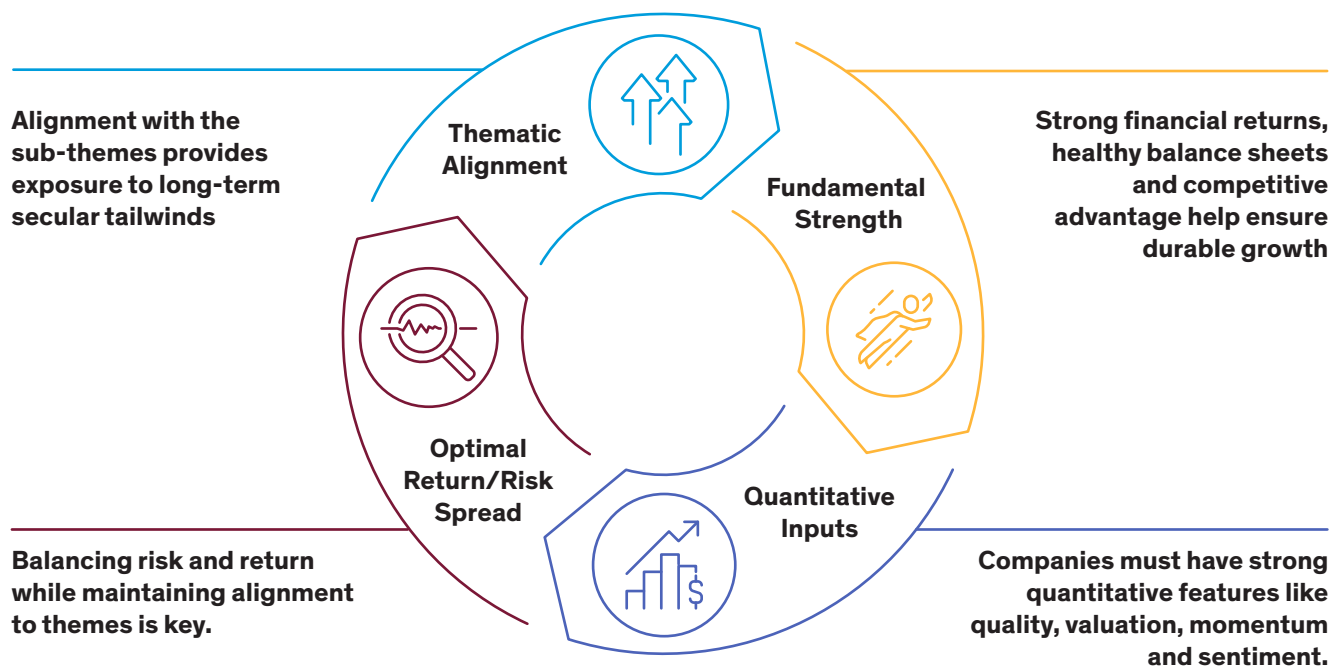 Alignment with the
sub-themes provides
exposure to long-term
secular tailwinds
Thematic
Alignment
Fundamental
Strength
Strong financial returns,
healthy balance sheets
and competitive
advantage help ensure
durable growth
Optimal
Return/Risk
Spread
Quantitative
Inputs
$
Balancing risk and return
while maintaining alignment
to themes is key.
Companies must have strong
quantitative features like
quality, valuation, momentum
and sentiment.